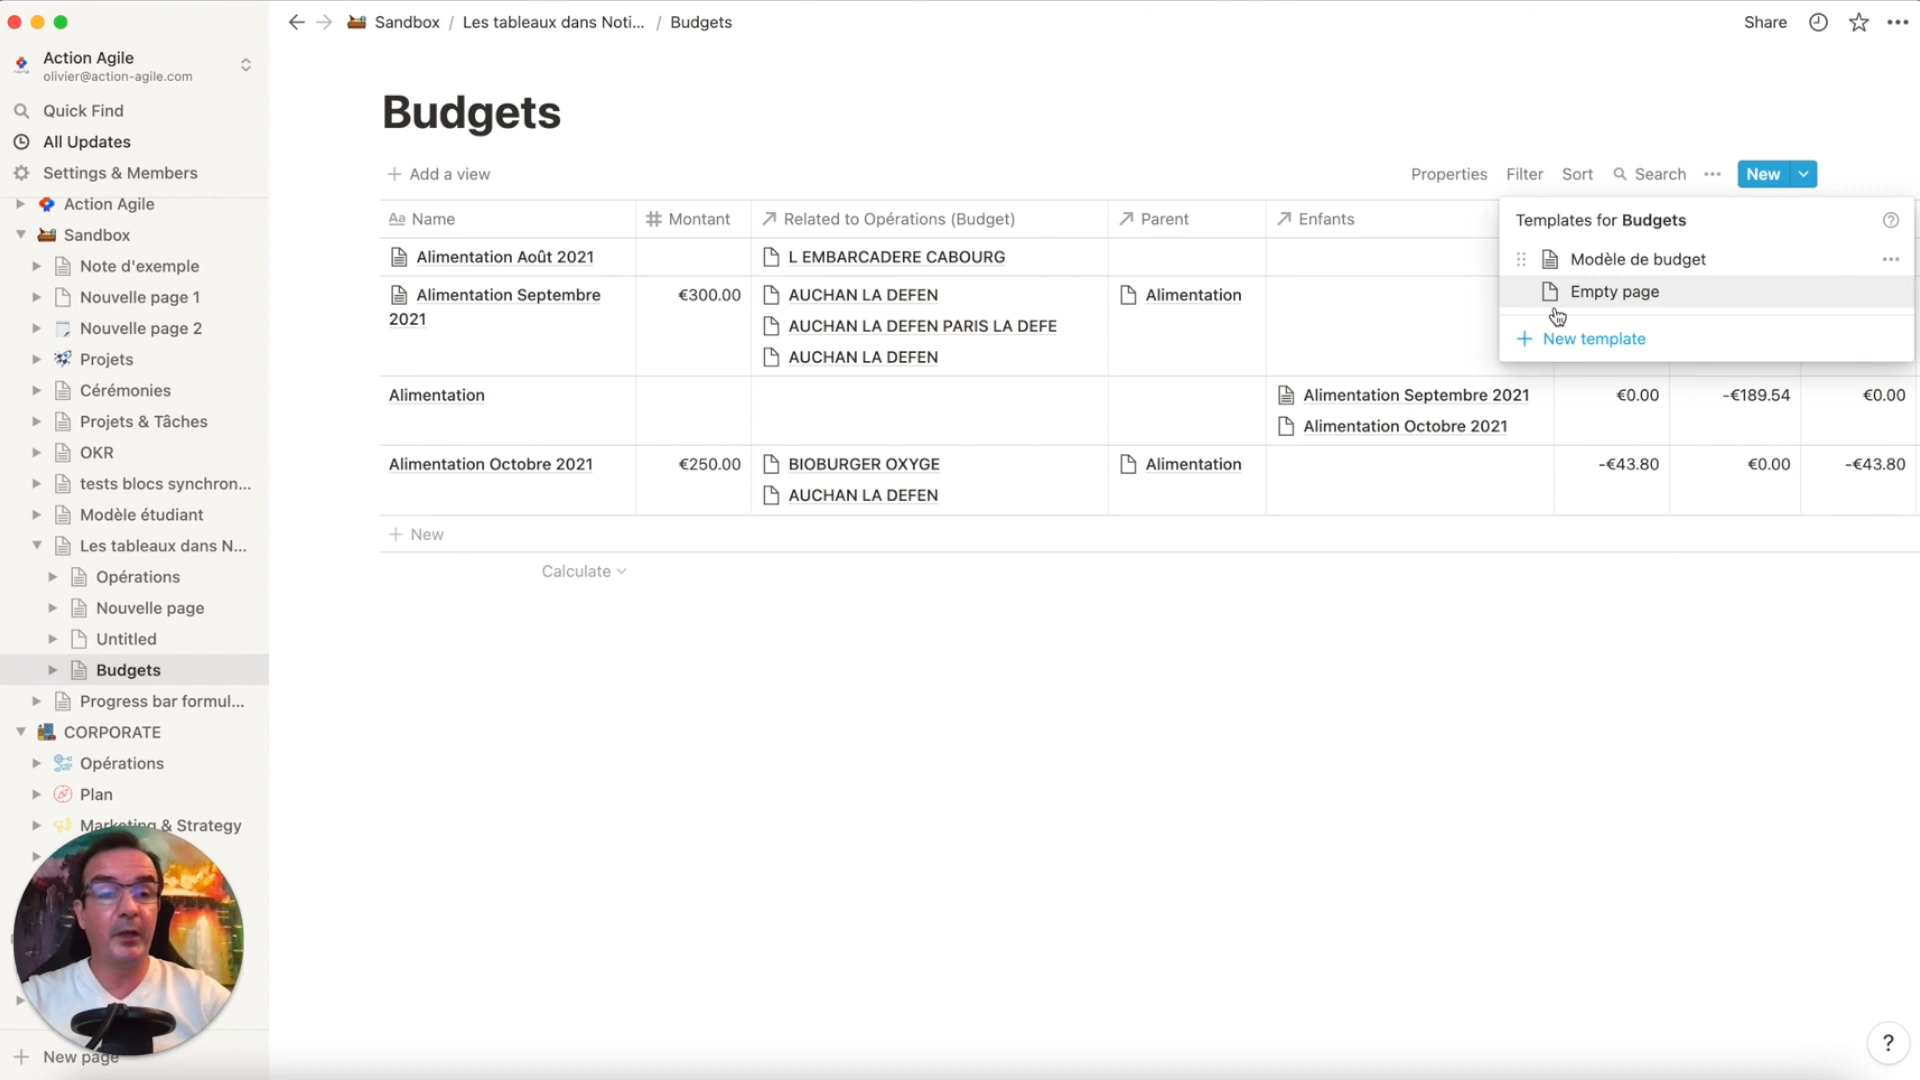 Sandbox / Les tableaux dans Noti... / Budgets
Share
Action Agile
olivier@action-agile.com
Quick Find
All Updates
Settings & Members
Action Agile
Sandbox
Note d'exemple
Nouvelle page 1
Nouvelle page 2
Projets
Cérémonies
Projets & Tâches
OKR
tests blocs synchron...
Modèle étudiant
Les tableaux dans N...
Opérations
Nouvelle page
Untitled
Budgets
Progress bar formul...
CORPORATE
Opérations
Plan
Marketing & Strategy
New page
Budgets
Add a view
Properties Filter Sort Search New
Aa Name Montant Related to Opérations (Budget) Parent Enfants
Alimentation Août 2021 L EMBARCADERE CABOURG
Alimentation Septembre 2021 €300.00 AUCHAN LA DEFEN Alimentation
AUCHAN LA DEFEN PARIS LA DEFE
AUCHAN LA DEFEN
Alimentation Alimentation Septembre 2021 €0.00 -€189.54 €0.00
Alimentation Octobre 2021
Alimentation Octobre 2021 €250.00 BIOBURGER OXYGE Alimentation -€43.80 €0.00 -€43.80
AUCHAN LA DEFEN
New
Calculate
Templates for Budgets
Modèle de budget
Empty page
New template
?